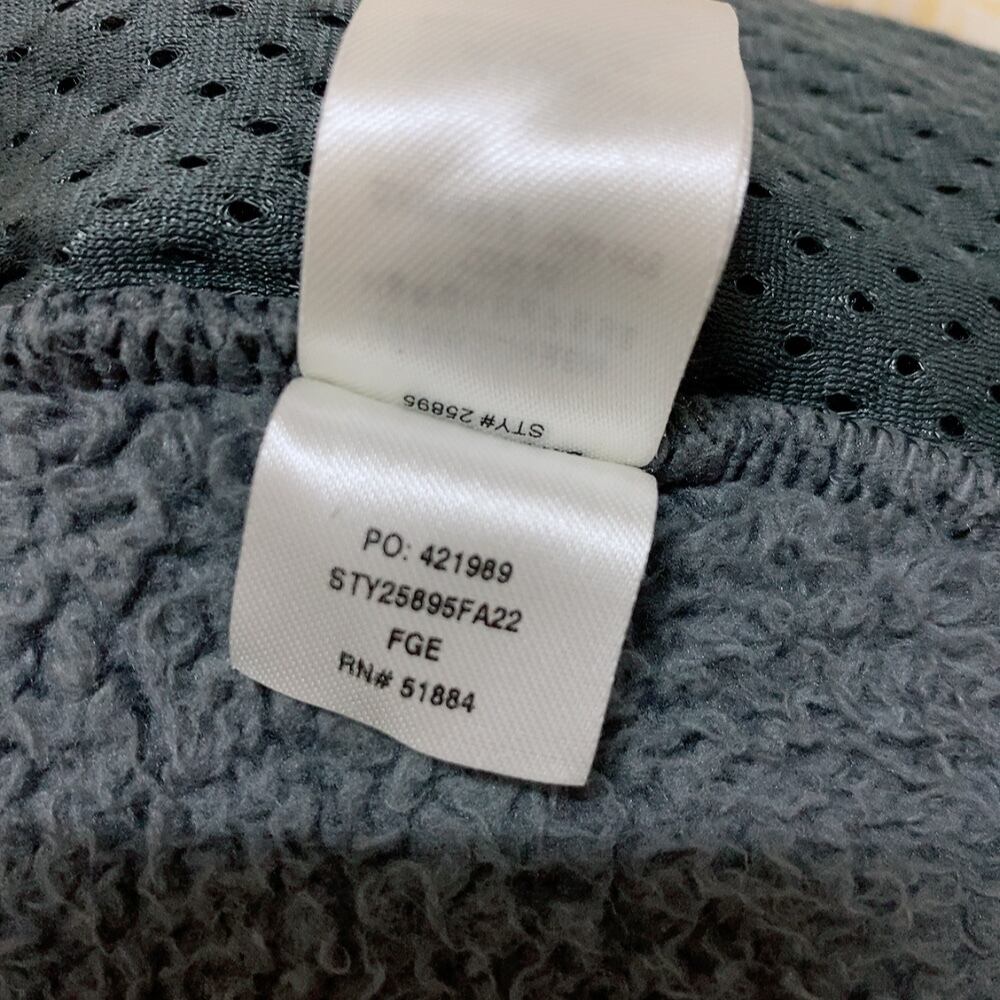 STY# 25895
PO: 421989
STY25895FA22
FGE
RN# 51884